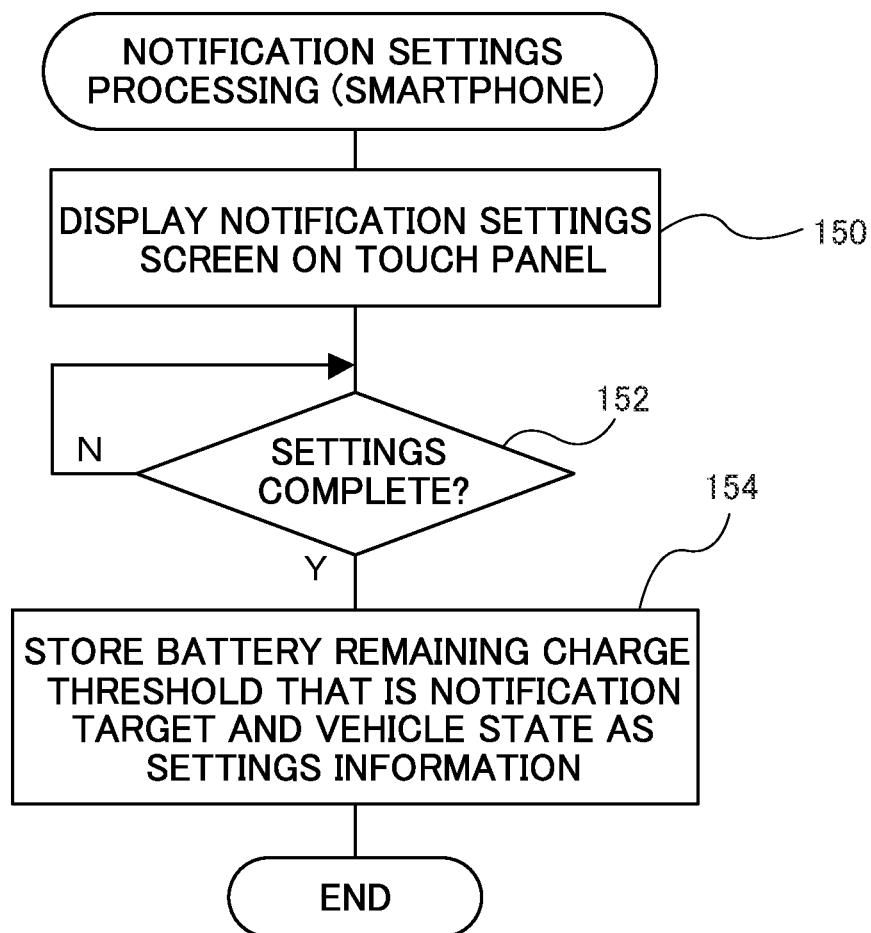 NOTIFICATION SETTINGS
PROCESSING (SMARTPHONE)
DISPLAY NOTIFICATION SETTINGS
SCREEN ON TOUCH PANEL
150
152
SETTINGS
COMPLETE?
N
Y
154
STORE BATTERY REMAINING CHARGE
THRESHOLD THAT IS NOTIFICATION
TARGET AND VEHICLE STATE AS
SETTINGS INFORMATION
END